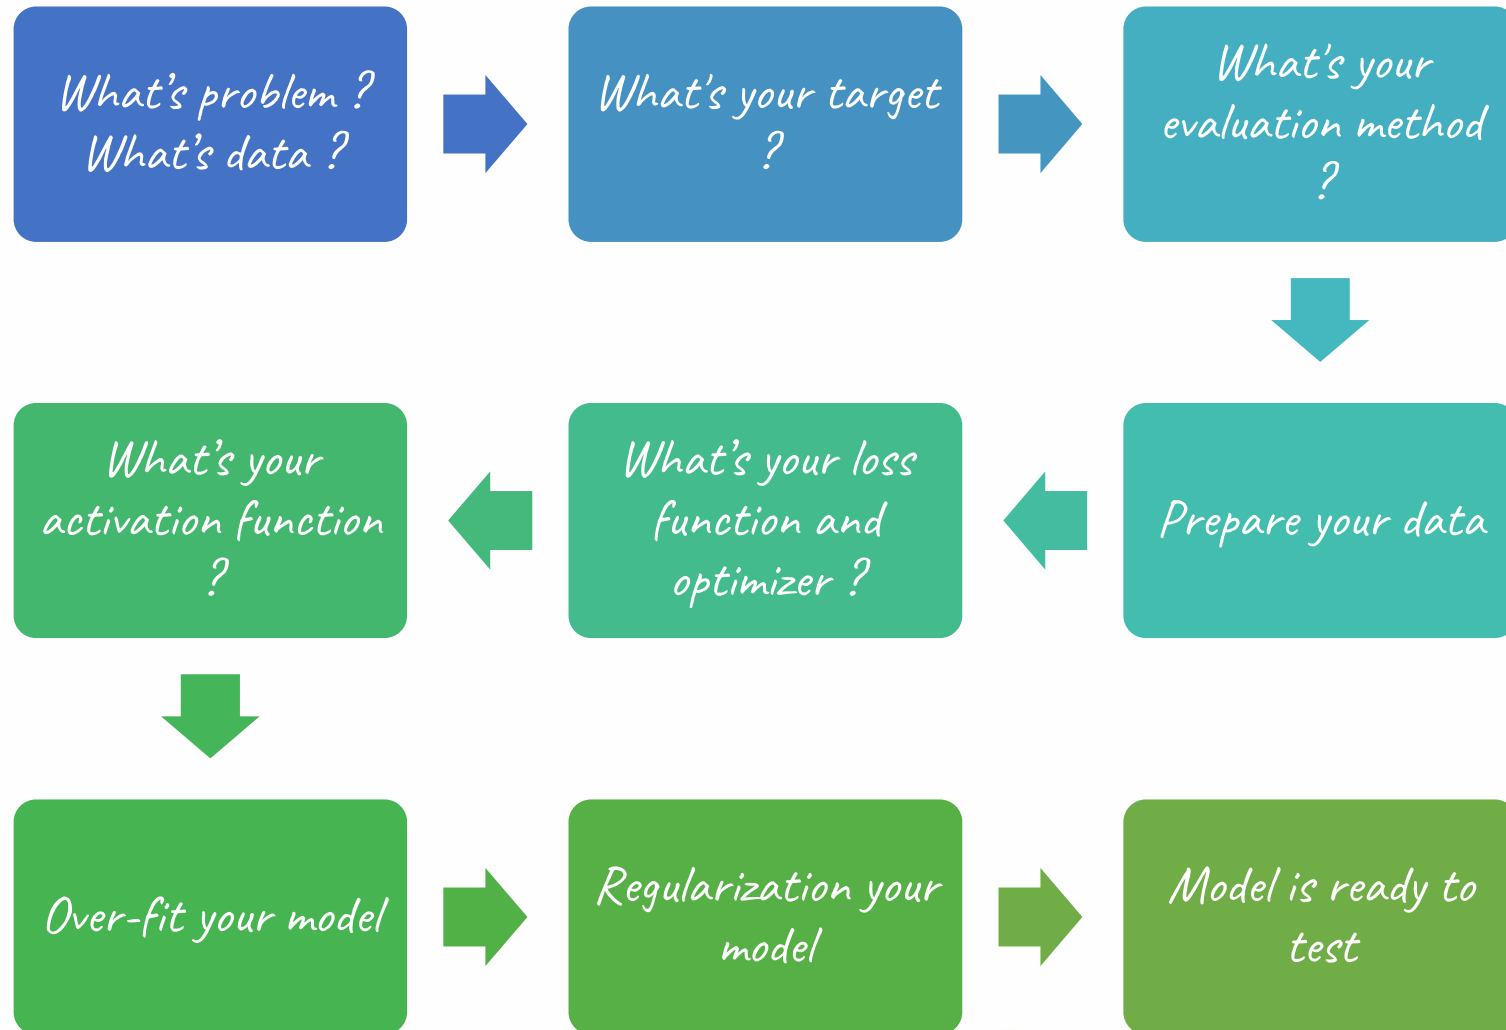 What's problem ?
What's data ?
What's your target
?
What's your
evaluation method
?
Prepare your data
What's your loss
function and
optimizer ?
What's your
activation function
?
Over-fit your model
Regularization your
model
Model is ready to
test